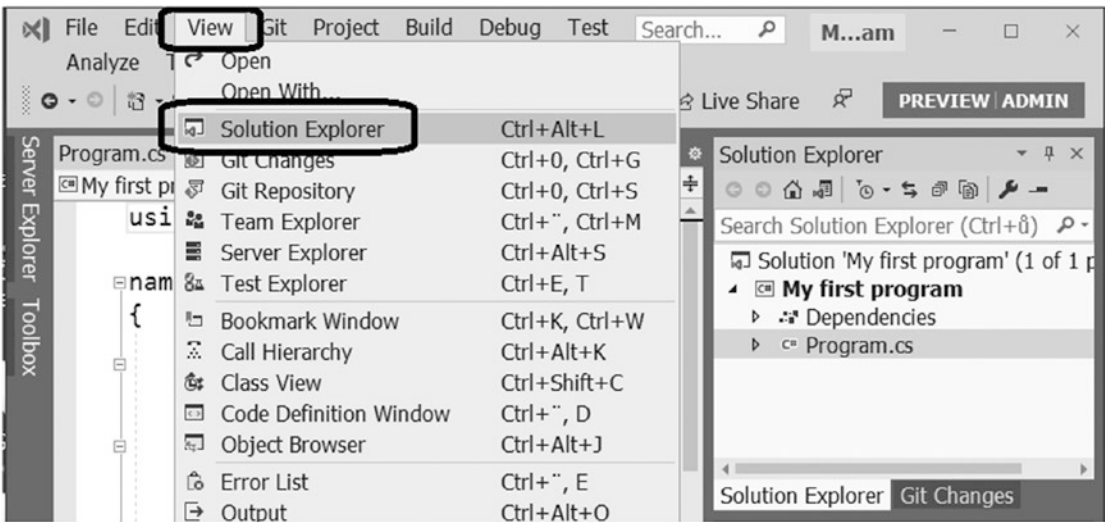 File Edit View Git Project Build Debug Test Search... M...am
Analyze
Open
Open With...
Live Share PREVIEW ADMIN
Solution Explorer Ctrl+Alt+L
Git Changes Ctrl+0, Ctrl+G
Git Repository Ctrl+0, Ctrl+S
Team Explorer Ctrl+¨, Ctrl+M
Server Explorer Ctrl+Alt+S
Test Explorer Ctrl+E, T
Bookmark Window Ctrl+K, Ctrl+W
Call Hierarchy Ctrl+Alt+K
Class View Ctrl+Shift+C
Code Definition Window Ctrl+¨, D
Object Browser Ctrl+Alt+J
Error List Ctrl+¨, E
Output Ctrl+Alt+O
Server Explorer
Toolbox
Program.cs
My first pr
usi
nam
{
Solution Explorer
Search Solution Explorer (Ctrl+å)
Solution 'My first program' (1 of 1 p
My first program
Dependencies
C# Program.cs
Solution Explorer Git Changes